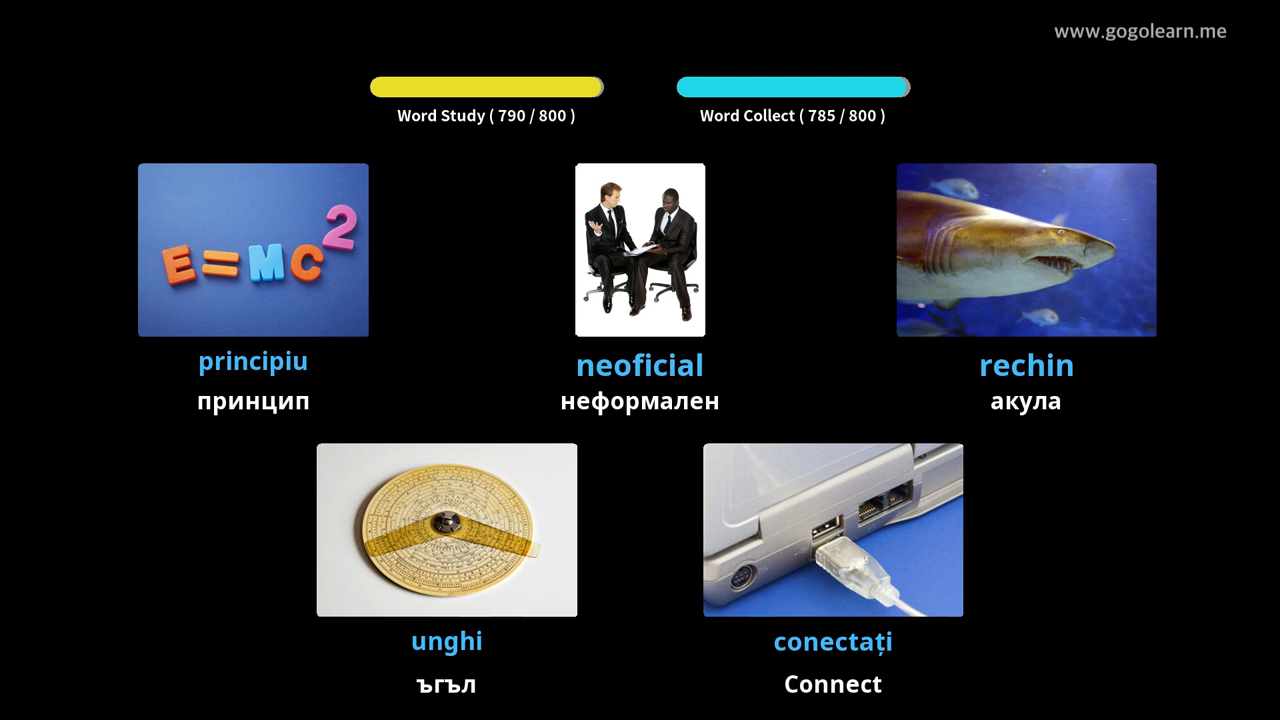 www.gogolearn.me
Word Study ( 790 / 800 )
Word Collect ( 785 / 800 )
E=MC2
principiu
принцип
neoficial
неформален
rechin
акула
unghi
ъгъл
conectați
Connect